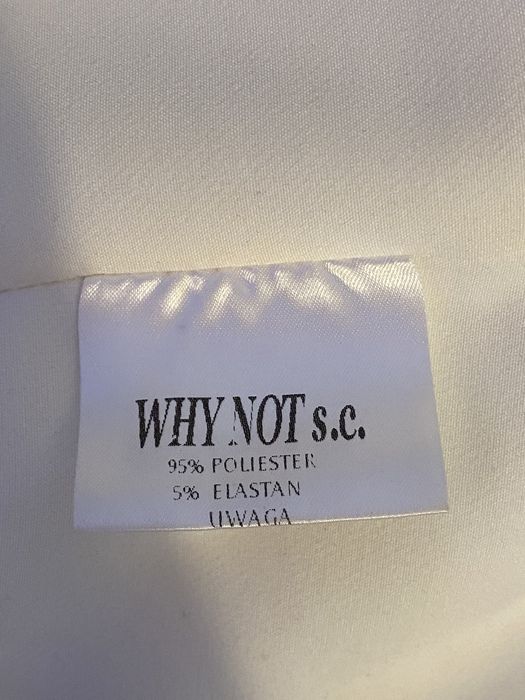 WHY NOT s.c.
95% POLIESTER
5% ELASTAN
UWAGA